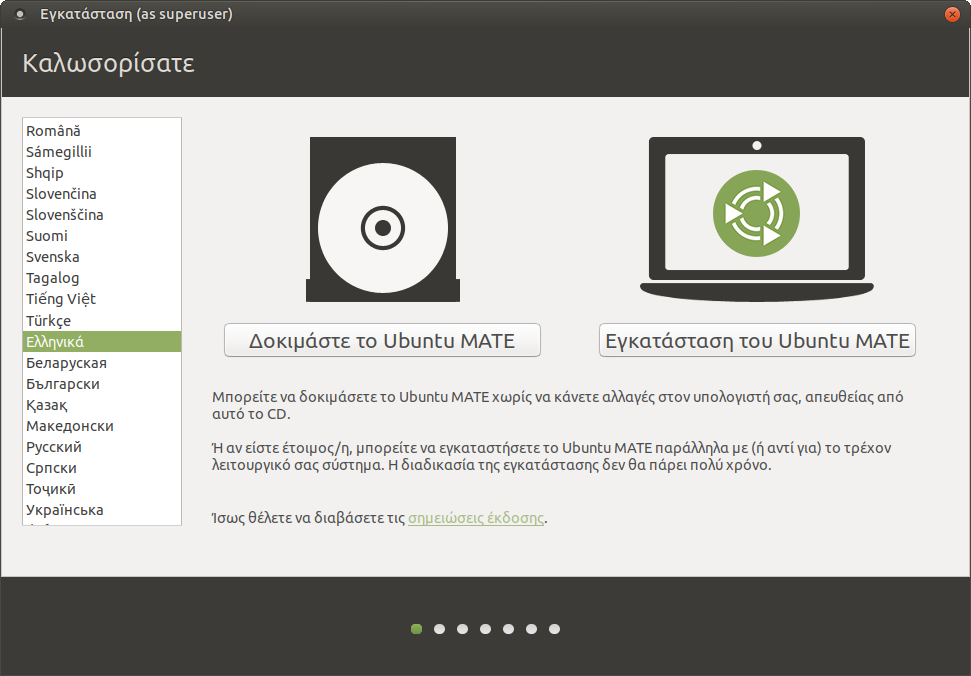 Εγκατάσταση (as superuser)
Καλωσορίσατε
Română
Sámegillii
Shqip
Slovenčina
Slovenščina
Suomi
Svenska
Tagalog
Tiếng Việt
Türkçe
Ελληνικά
Беларуская
Български
Қазақ
Македонски
Русский
Српски
Тоҷикӣ
Українська
Δοκιμάστε το Ubuntu MATE
Εγκατάσταση του Ubuntu MATE
Μπορείτε να δοκιμάσετε το Ubuntu MATE χωρίς να κάνετε αλλαγές στον υπολογιστή σας, απευθείας από
αυτό το CD.
Ή αν είστε έτοιμος/η, μπορείτε να εγκαταστήσετε το Ubuntu MATE παράλληλα με (ή αντί για) το τρέχον
λειτουργικό σας σύστημα. Η διαδικασία της εγκατάστασης δεν θα πάρει πολύ χρόνο.
Ίσως θέλετε να διαβάσετε τις σημειώσεις έκδοσης.